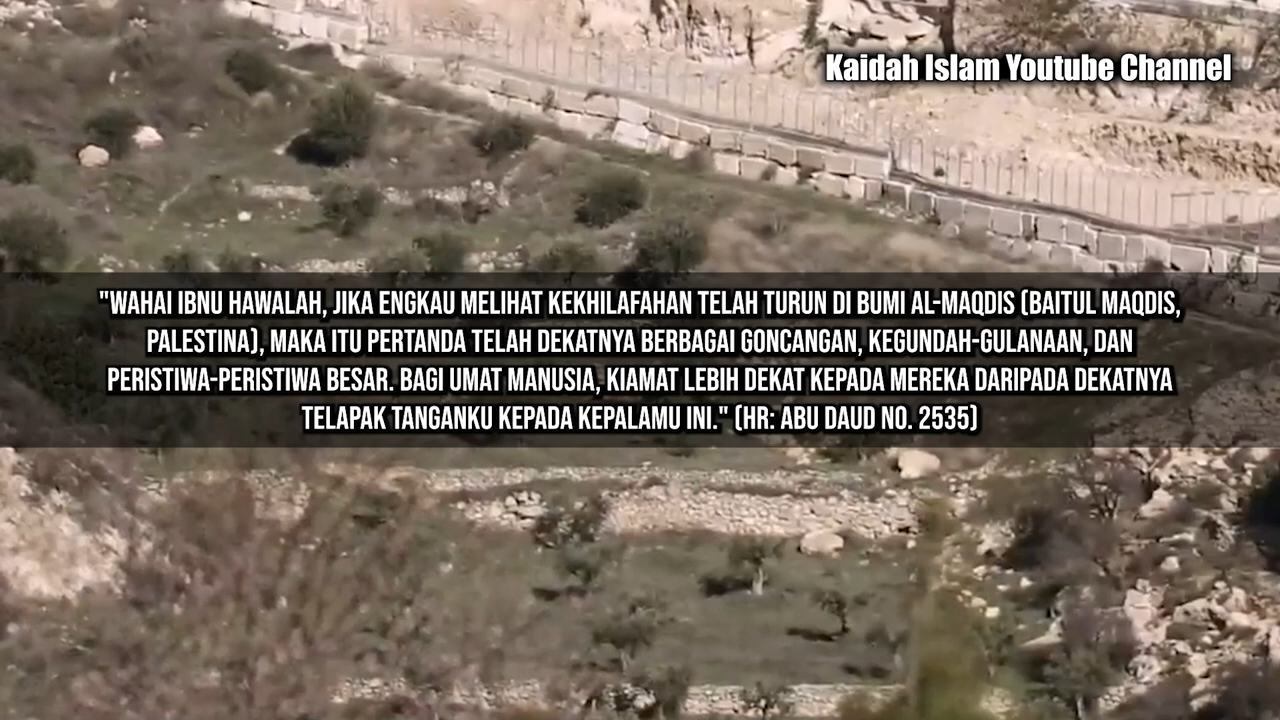 Kaidah Islam Youtube Channel
"WAHAI IBNU HAWALAH, JIKA ENGKAU MELIHAT KEKHILAFAHAN TELAH TURUN DI BUMI AL-MAQDIS (BAITUL MAQDIS,
PALESTINA), MAKA ITU PERTANDA TELAH DEKATNYA BERBAGAI GONCANGAN, KEGUNDAH-GULANAAN, DAN
PERISTIWA-PERISTIWA BESAR. BAGI UMAT MANUSIA, KIAMAT LEBIH DEKAT KEPADA MEREKA DARIPADA DEKATNYA
TELAPAK TANGANKU KEPADA KEPALAMU INI." (HR: ABU DAUD NO. 2535)